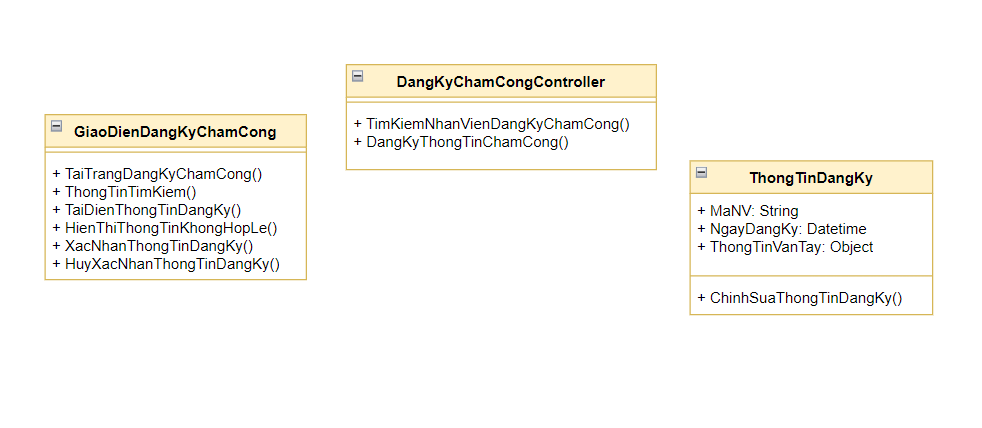 GiaoDienDangKyChamCong
+ TaiTrangDangKyChamCong()
+ ThongTinTimKiem()
+ TaiDienThongTinDangKy()
+ HienThiThongTinKhongHopLe()
+ XacNhanThongTinDangKy()
+ HuyXacNhanThongTinDangKy()
DangKyChamCongController
+ TimKiemNhanVienDangKyChamCong()
+ DangKyThongTinChamCong()
ThongTinDangKy
+ MaNV: String
+ NgayDangKy: Datetime
+ ThongTinVanTay: Object
+ ChinhSuaThongTinDangKy()